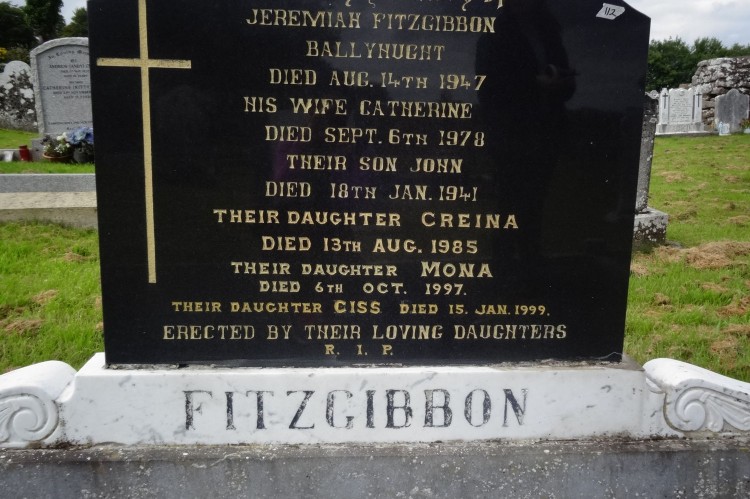 112
JEREMIAH FITZGIBBON
BALLYHUGHT
DIED AUG. 14TH 1947
HIS WIFE CATHERINE
DIED SEPT. 6TH 1978
THEIR SON JOHN
DIED 18TH JAN. 1941
THEIR DAUGHTER CREINA
DIED 13TH AUG. 1985
THEIR DAUGHTER MONA
DIED 6TH OCT. 1997.
THEIR DAUGHTER CISS DIED 15. JAN. 1999.
ERECTED BY THEIR LOVING DAUGHTERS
R. I. P.
FITZGIBBON